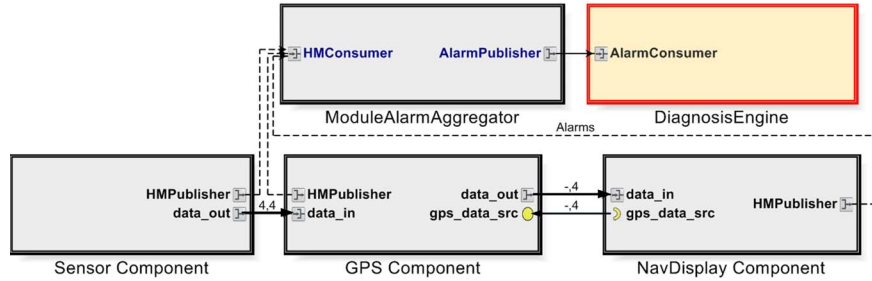 HMConsumer AlarmPublisher AlarmConsumer
ModuleAlarmAggregator DiagnosisEngine
Alarms
HMPublisher HMPublisher data_out -,4 data_in
data_out 4,4 data_in gps_data_src -,4 gps_data_src HMPublisher
Sensor Component GPS Component NavDisplay Component